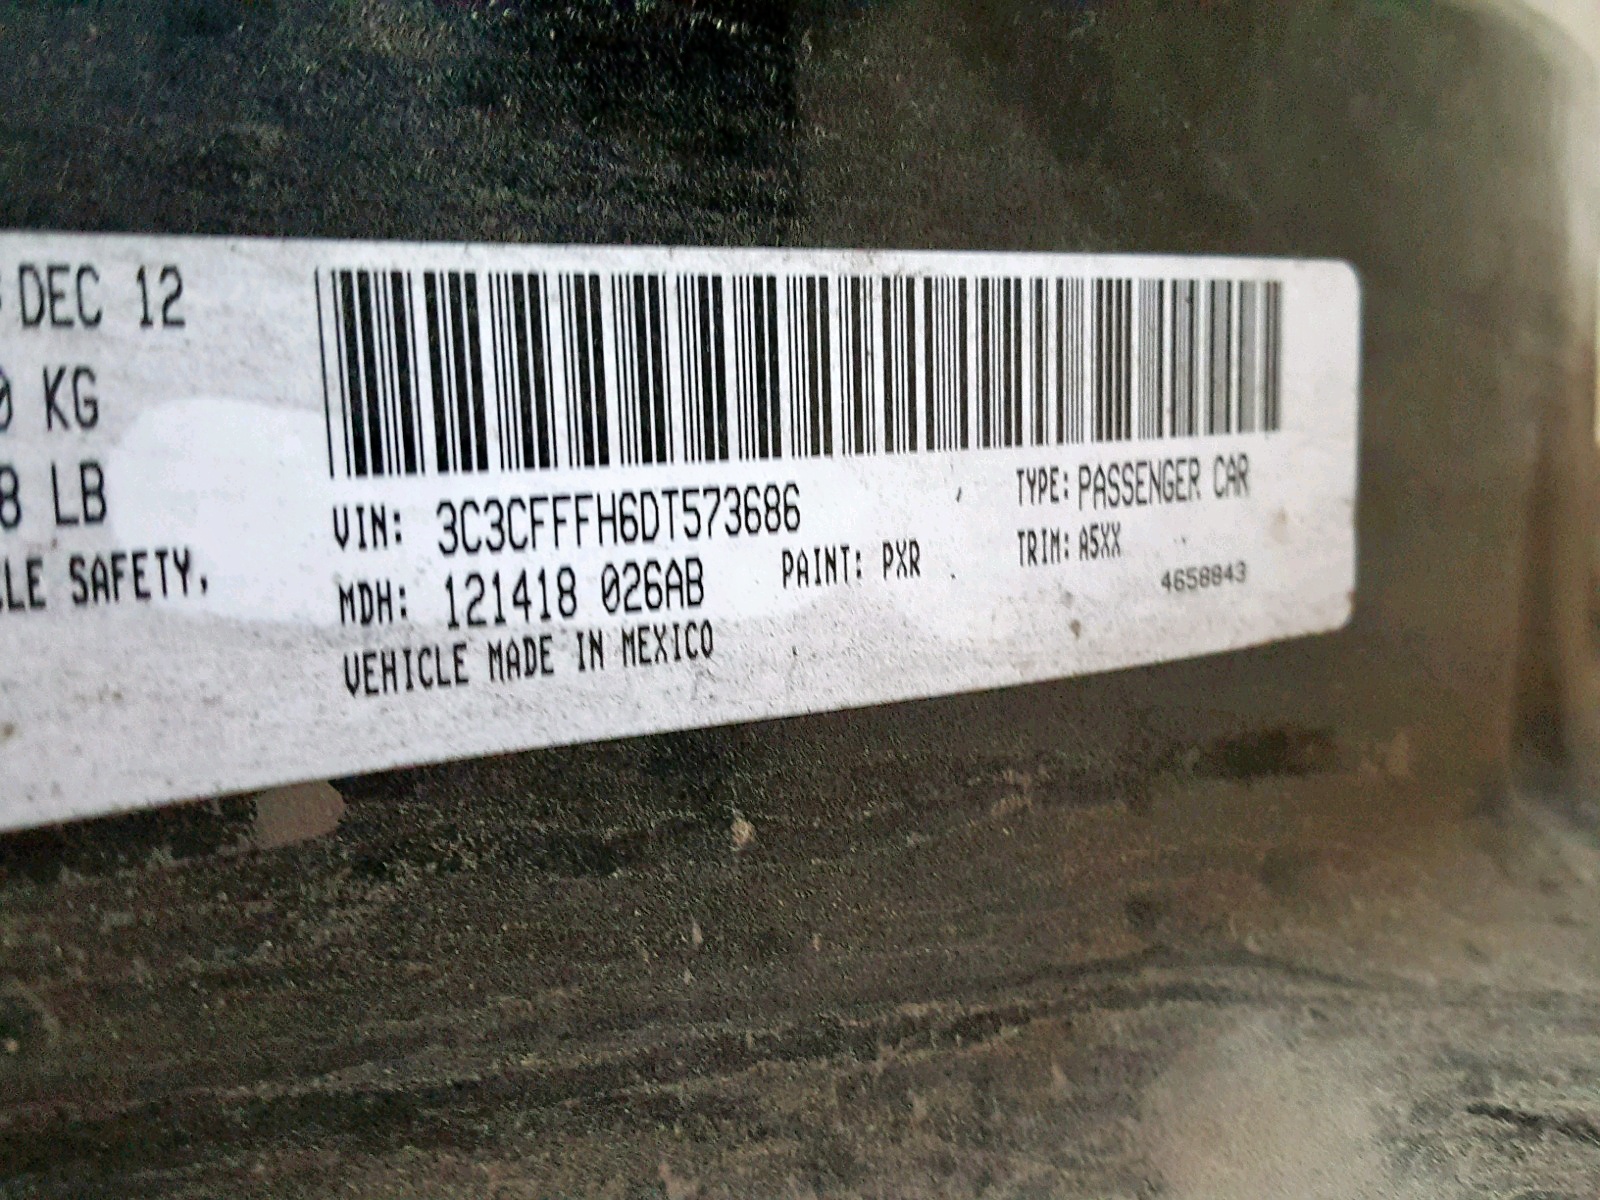 DEC 12
KG
8 LB
SAFETY,
VIN: 3C3CFFFH6DT573686
TYPE: PASSENGER CAR
MDH: 121418 026AB
PAINT: PXR
TRIM: A5XX
4658843
VEHICLE MADE IN MEXICO